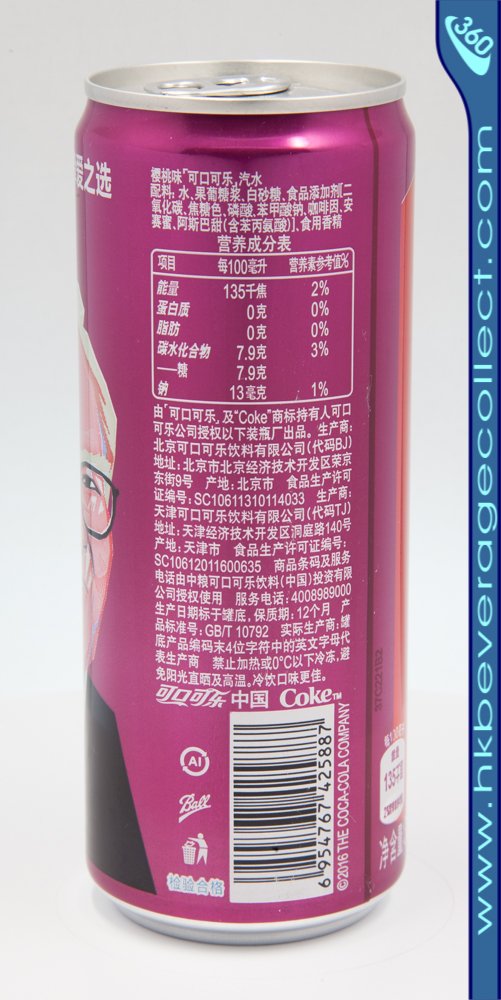 爱之选
樱桃味"可口可乐"汽水
配料:水、果葡糖浆、白砂糖、食品添加剂[二
氧化碳、焦糖色、磷酸、苯甲酸钠、咖啡因、安
赛蜜、阿斯巴甜(含苯丙氨酸)]、食用香精
营养成分表
项目 每100毫升 营养素参考值%
能量 135千焦 2%
蛋白质 0克 0%
脂肪 0克 0%
碳水化合物 7.9克 3%
——糖 7.9克
钠 13毫克 1%
由"可口可乐"及"Coke"商标持有人可口
可乐公司授权以下装瓶厂出品。生产商:
北京可口可乐饮料有限公司(代码BJ)
地址:北京市北京经济技术开发区荣京
东街9号 产地:北京市 食品生产许可
证编号:SC10611310114033 生产商:
天津可口可乐饮料有限公司(代码TJ)
地址:天津经济技术开发区洞庭路140号
产地:天津市 食品生产许可证编号:
SC10612011600635 商品条码及服务
电话由中粮可口可乐饮料(中国)投资有限
公司授权使用 服务电话:4008989000
生产日期标于罐底,保质期:12个月 产
品标准号:GB/T 10792 实际生产商:罐
底产品编码末4位字符中的英文字母代
表生产商 禁止加热或0°C以下冷冻,避
免阳光直晒及高温。冷饮口味更佳。
可口可乐 中国 Coke™
AI
Ball
检验合格
6 954767 425887
©2016 THE COCA-COLA COMPANY
37C221B2
135千焦
净含量
360
www.hkbeveragecollect.com